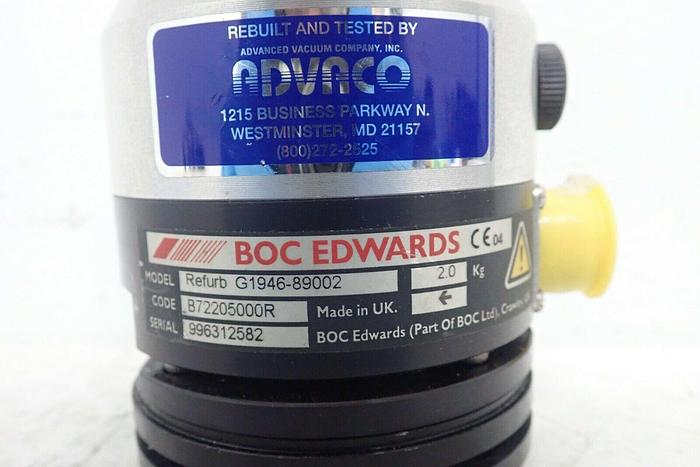 REBUILT AND TESTED BY
ADVANCED VACUUM COMPANY, INC.
ADVACO
1215 BUSINESS PARKWAY N.
WESTMINSTER, MD 21157
(800)272-2525
BOC EDWARDS CE 04
MODEL Refurb G1946-89002 2.0 Kg
CODE B72205000R Made in UK. ←
SERIAL 996312582 BOC Edwards (Part Of BOC Ltd), Crawley, UK